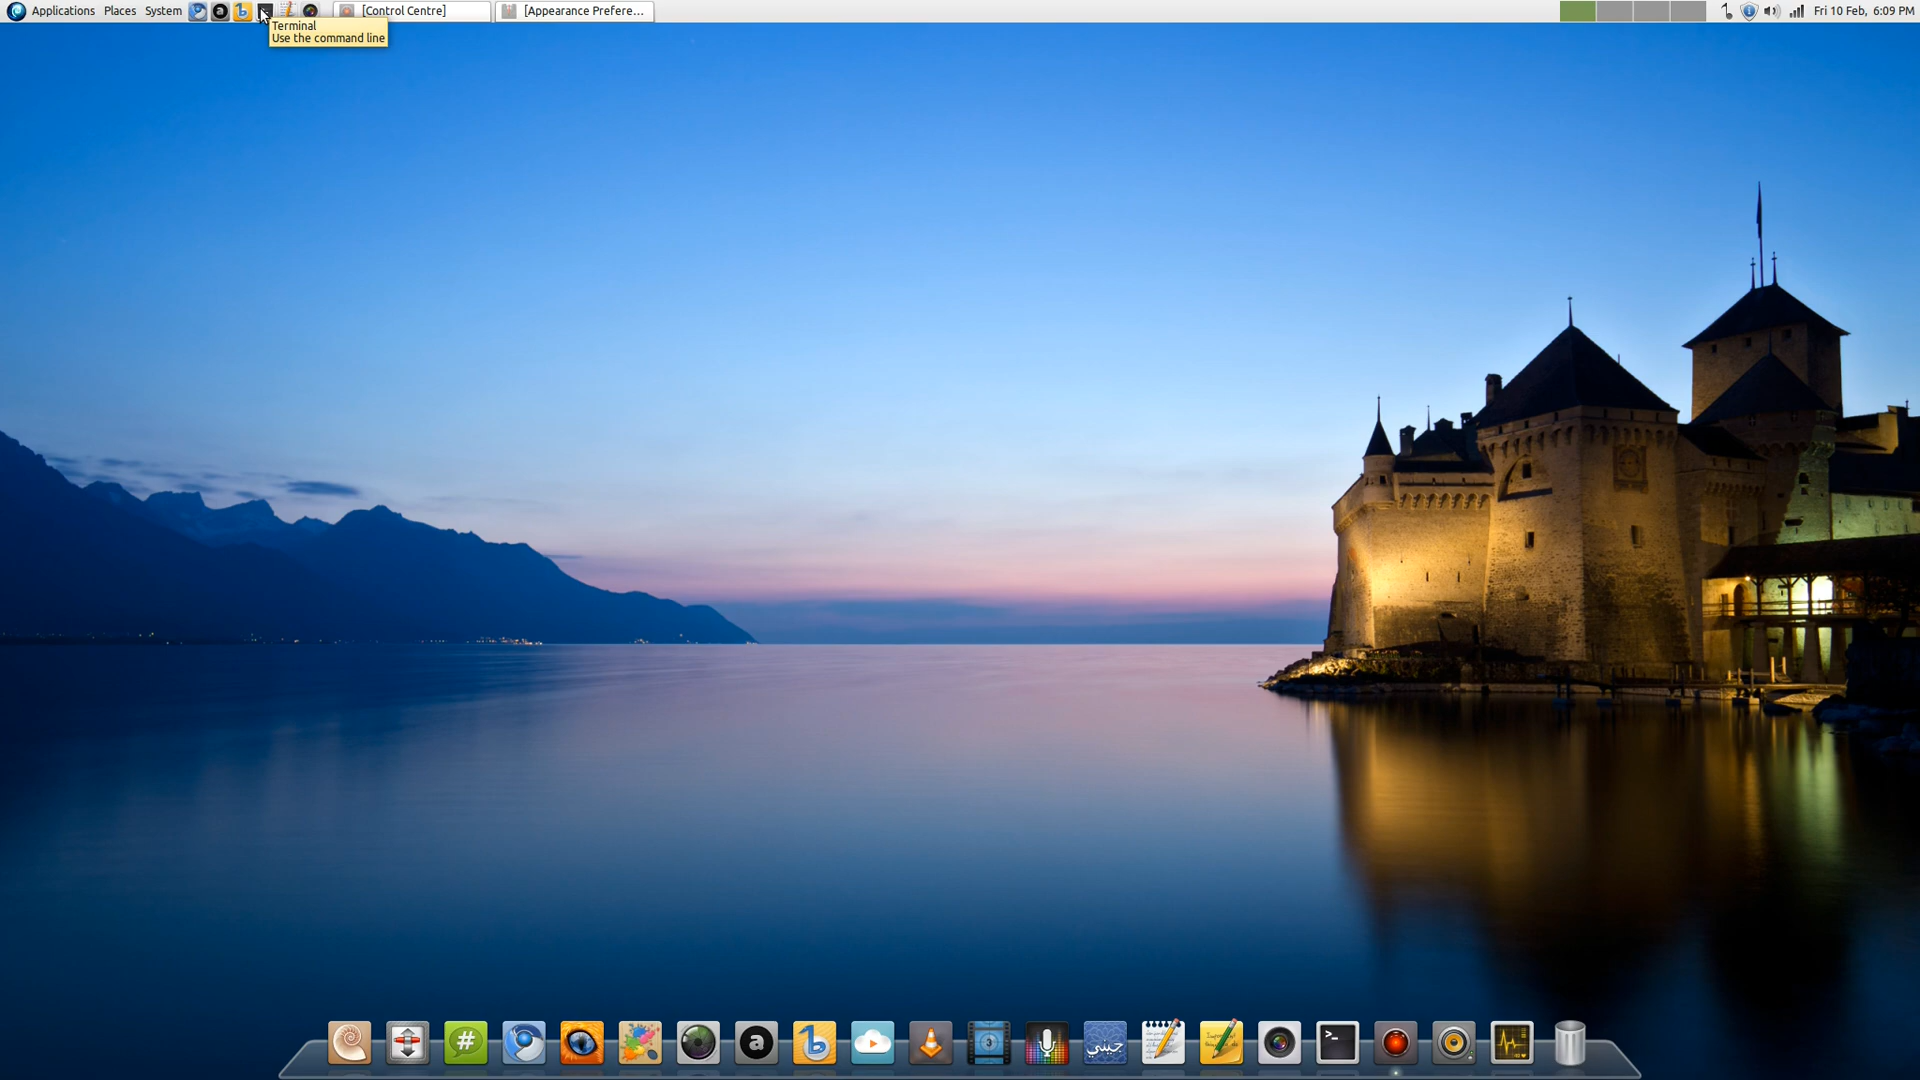 Applications Places System [Control Centre] [Appearance Prefere... Fri 10 Feb, 6:09 PM
Terminal
Use the command line
# a b 3 جيني >_